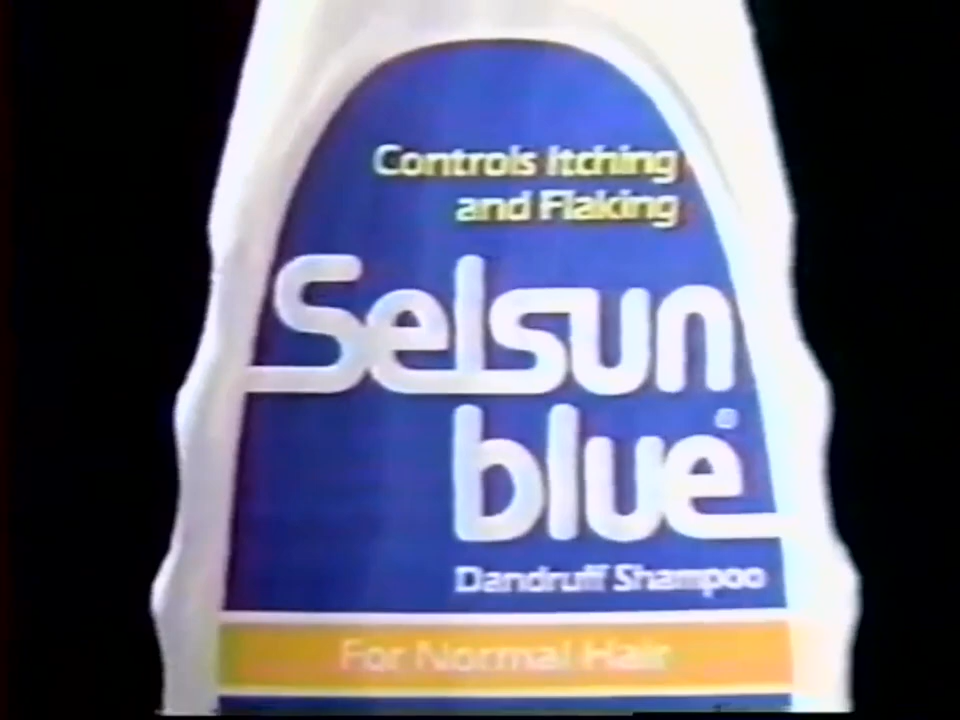 Controls Itching
and Flaking
Selsun
blue®
Dandruff Shampoo
For Normal Hair